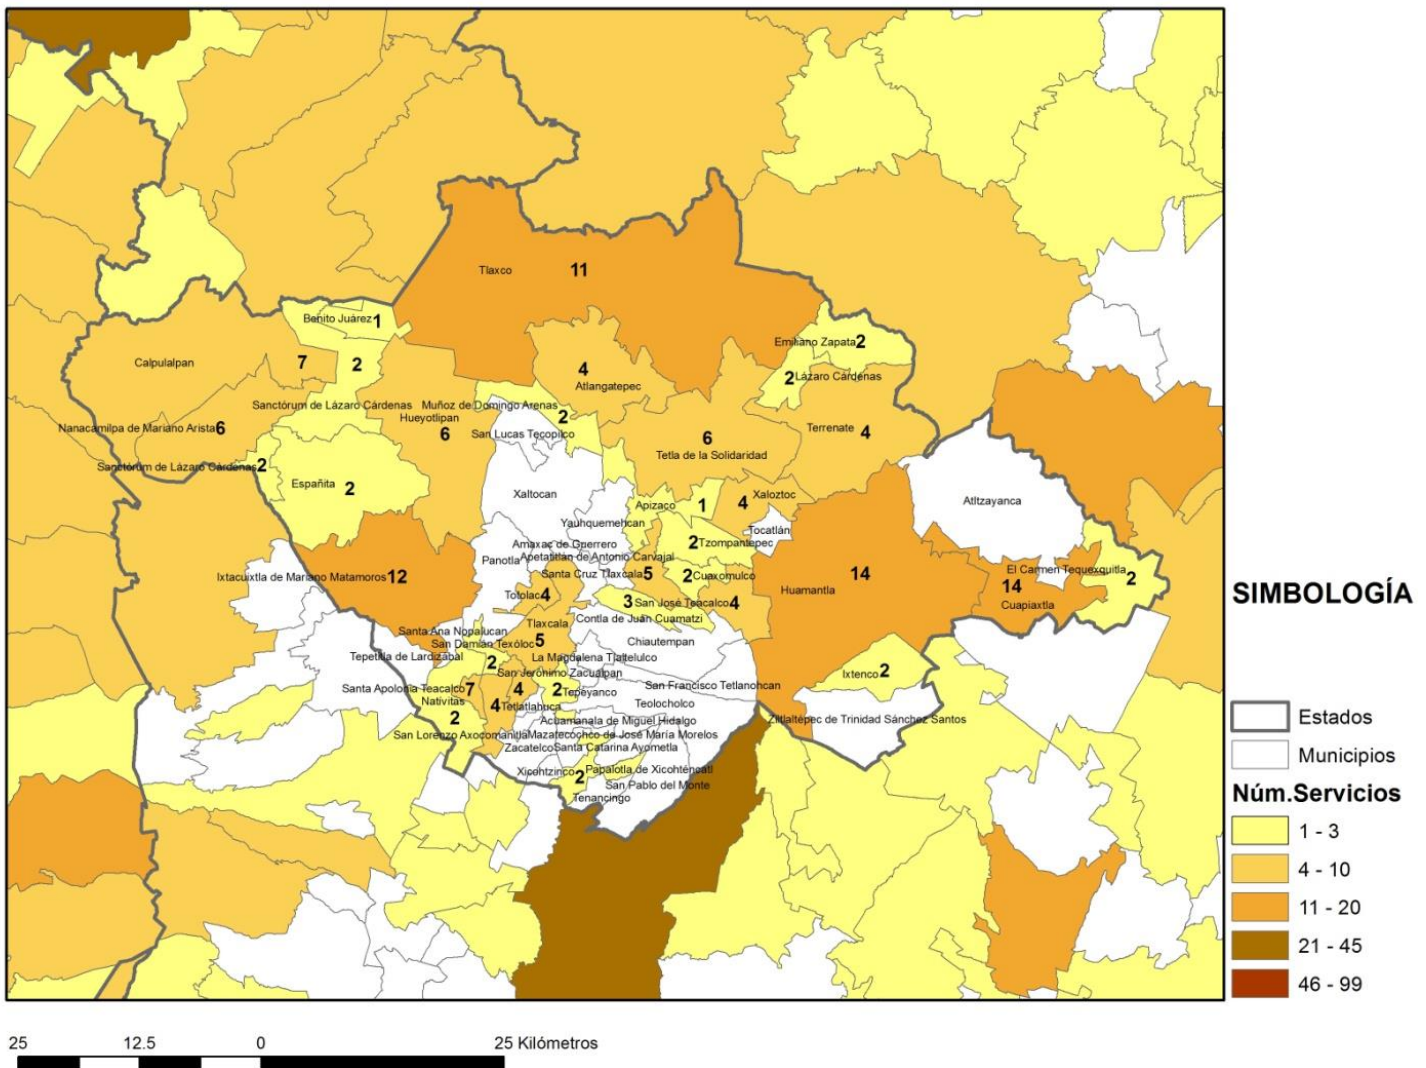 Tlaxco 11
Benito Juárez 1
Emiliano Zapata 2
Calpulalpan 7
2
4
Atlangatepec
2 Lázaro Cárdenas
Sanctórum de Lázaro Cárdenas
Muñoz de Domingo Arenas
2
Hueyotlipan
6
Nanacamilpa de Mariano Arista 6
San Lucas Tecopilco
6
Tetla de la Solidaridad
Terrenate 4
Sanctórum de Lázaro Cárdenas 2
Españita 2
Xaltocan
Apizaco 1
4 Xaloztoc
Atltzayanca
Yauhquemehcan
Tocatlán
Amaxac de Guerrero
2 Tzompantepec
Panotla
Apetatitlán de Antonio Carvajal
Ixtacuixtla de Mariano Matamoros 12
Santa Cruz Tlaxcala 5
2 Cuaxomulco
Huamantla
14
El Carmen Tequexquitla
2
14
Cuapiaxtla
Totolac 4
3 San José Teacalco 4
Tlaxcala
5
Contla de Juan Cuamatzi
Santa Ana Nopalucan
San Damián Texóloc
Chiautempan
Tepetitla de Lardizábal
2
La Magdalena Tlaltelulco
San Jerónimo Zacualpan
Ixtenco 2
Santa Apolonia Teacalco 7
4
2 Tepeyanco
San Francisco Tetlanohcan
Nativitas
2
4 Tetlatlahuca
Teolocholco
Acuamanala de Miguel Hidalgo
Ziltlaltépec de Trinidad Sánchez Santos
San Lorenzo Axocomanitla
Mazatecochco de José María Morelos
Zacatelco
Santa Catarina Ayometla
Xicohtzinco 2
Papalotla de Xicohténcatl
San Pablo del Monte
Tenancingo
SIMBOLOGÍA
Estados
Municipios
Núm.Servicios
1 - 3
4 - 10
11 - 20
21 - 45
46 - 99
25 12.5 0 25 Kilómetros